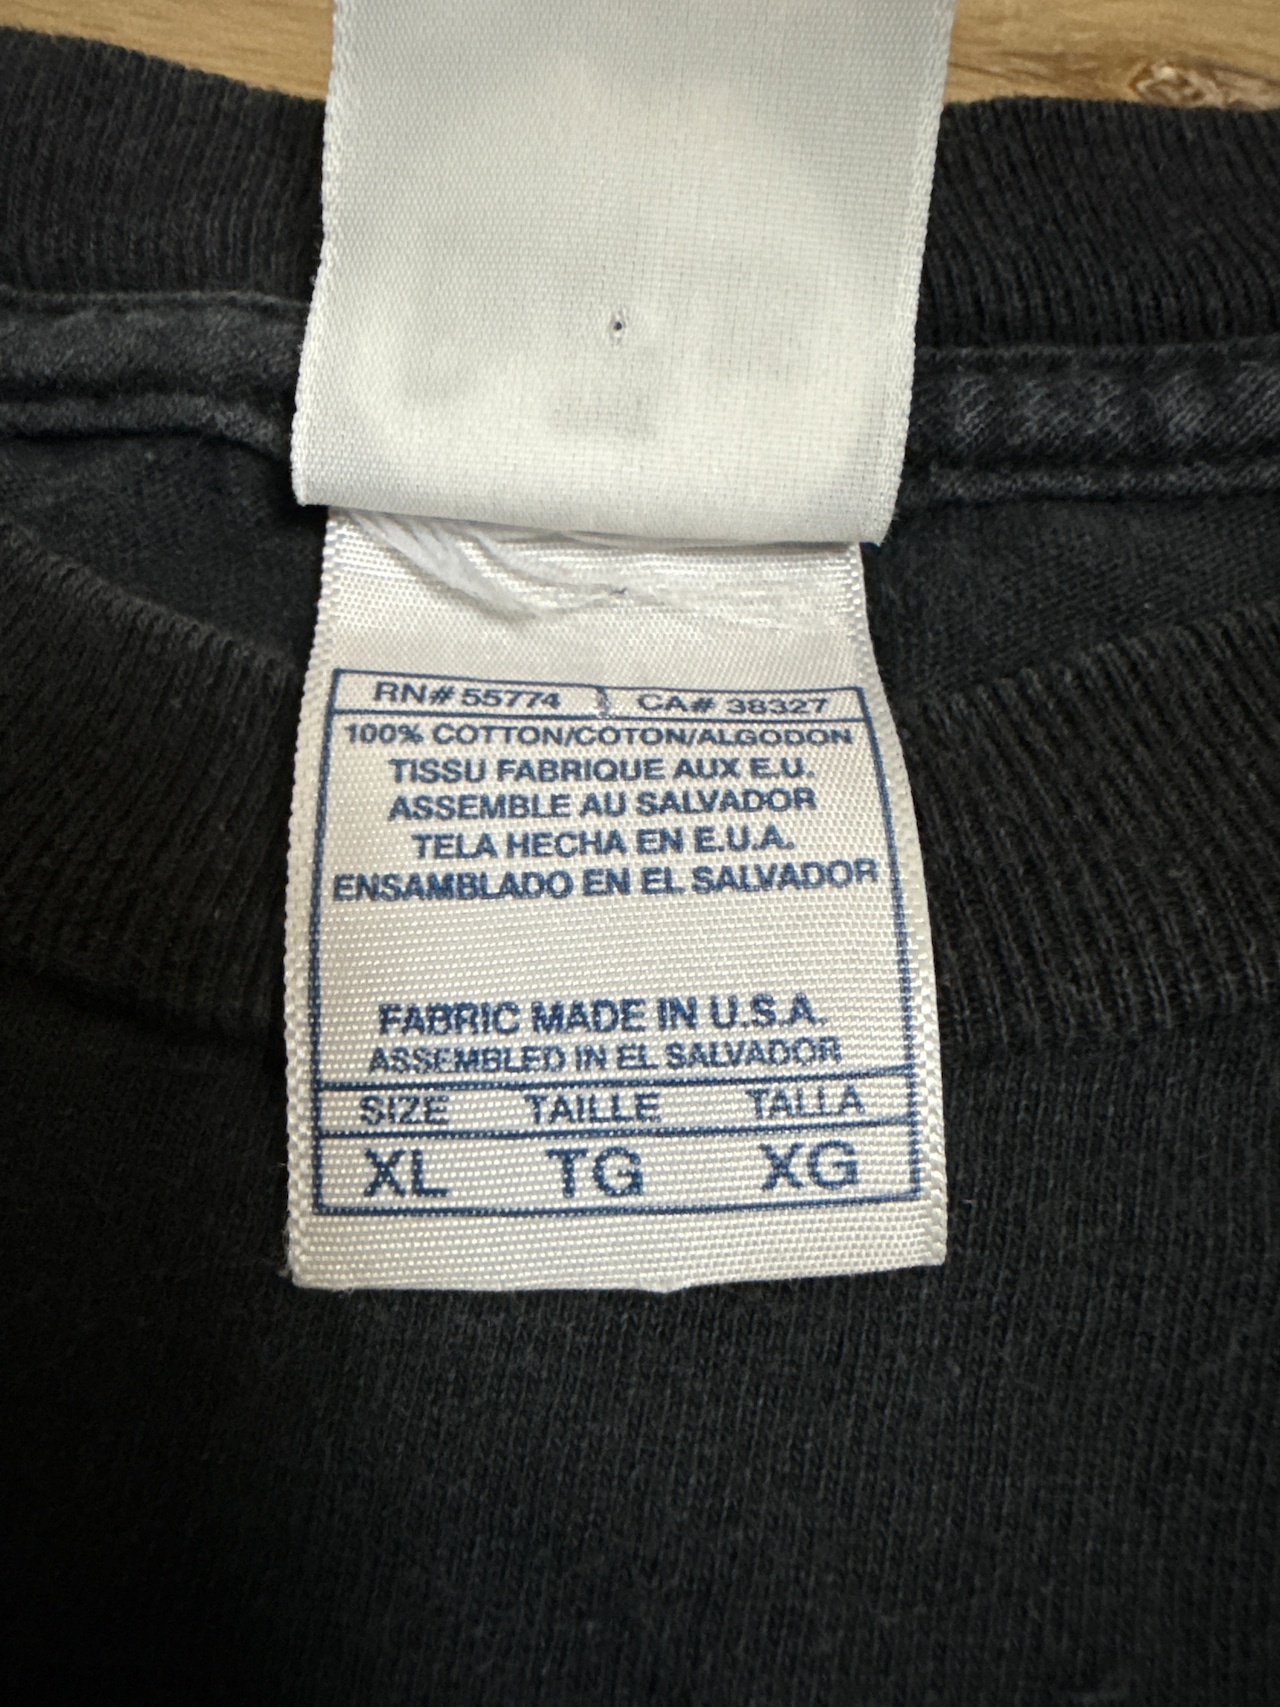 RN# 55774 CA# 38327
100% COTTON/COTON/ALGODON
TISSU FABRIQUE AUX E.U.
ASSEMBLE AU SALVADOR
TELA HECHA EN E.U.A.
ENSAMBLADO EN EL SALVADOR
FABRIC MADE IN U.S.A.
ASSEMBLED IN EL SALVADOR
SIZE TAILLE TALLA
XL TG XG